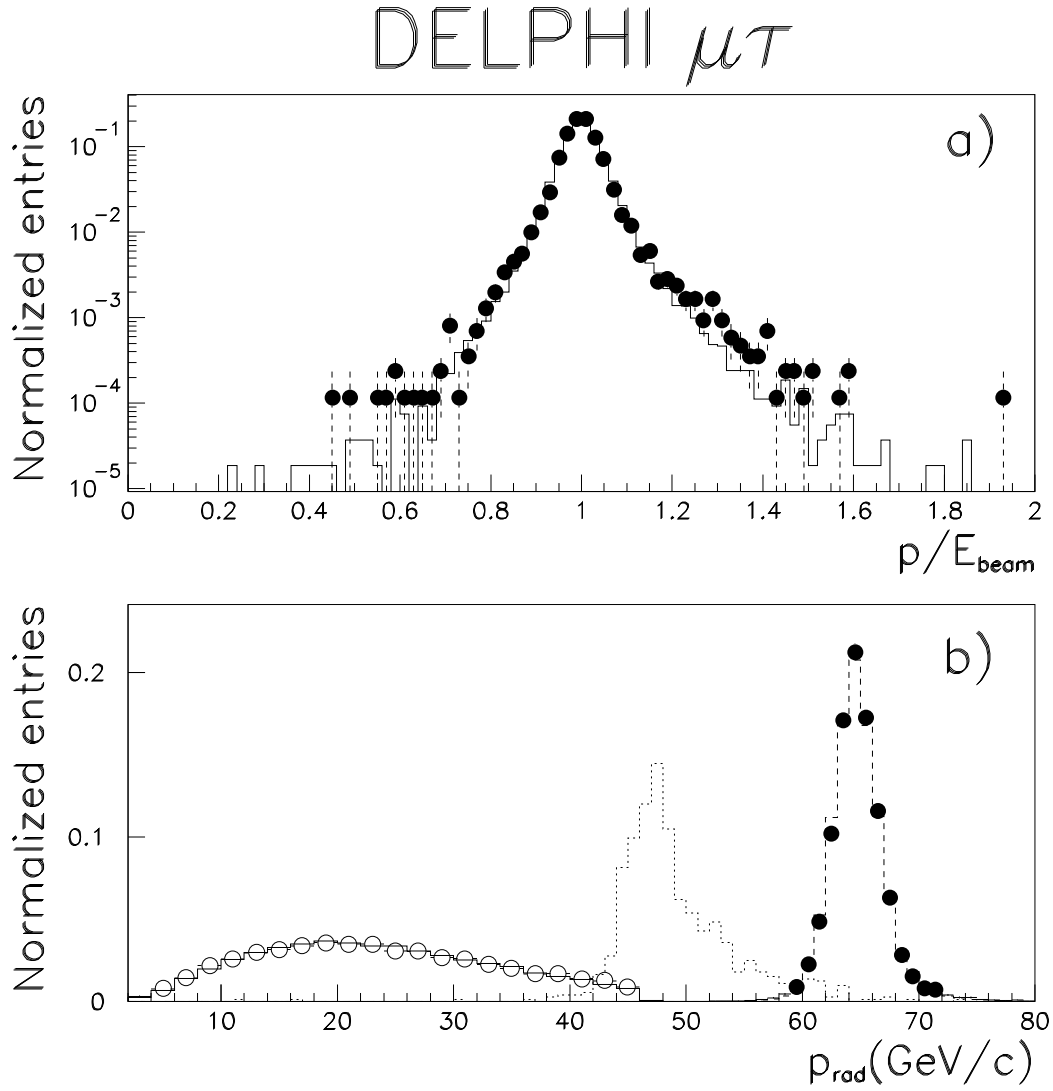 DELPHI μτ
Normalized entries
a)
10⁻¹
10⁻²
10⁻³
10⁻⁴
10⁻⁵
0 0.2 0.4 0.6 0.8 1 1.2 1.4 1.6 1.8 2
p/E_beam
Normalized entries
b)
0.2
0.1
0
10 20 30 40 50 60 70 80
p_rad(GeV/c)